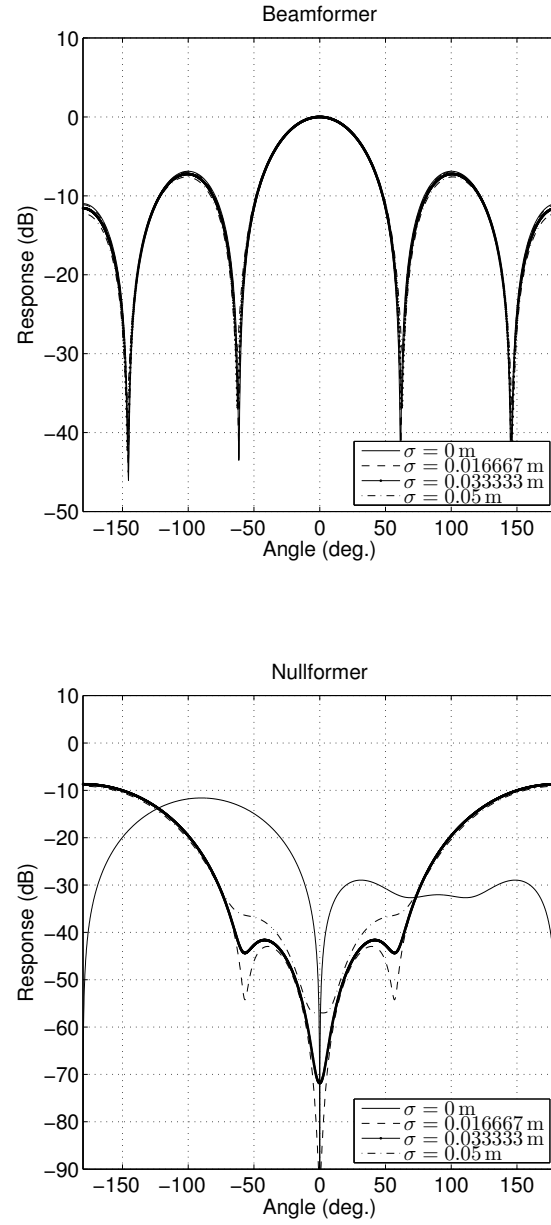 Beamformer
10
0
−10
−20
−30
−40
−50
Response (dB)
σ = 0 m
σ = 0.016667 m
σ = 0.033333 m
σ = 0.05 m
−150 −100 −50 0 50 100 150
Angle (deg.)
Nullformer
10
0
−10
−20
−30
−40
−50
−60
−70
−80
−90
Response (dB)
σ = 0 m
σ = 0.016667 m
σ = 0.033333 m
σ = 0.05 m
−150 −100 −50 0 50 100 150
Angle (deg.)